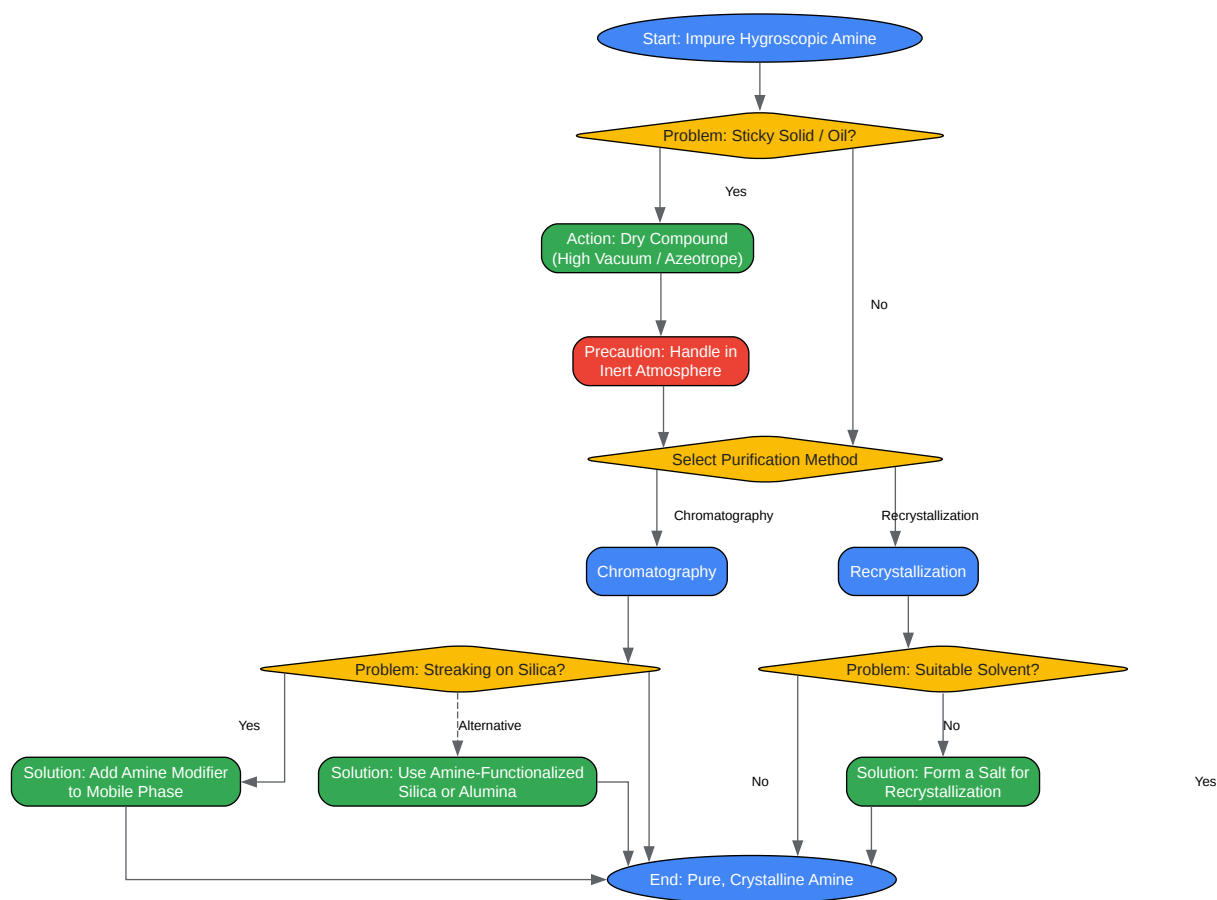 Start: Impure Hygroscopic Amine
Problem: Sticky Solid / Oil?
Yes
Action: Dry Compound
(High Vacuum / Azeotrope)
No
Precaution: Handle in
Inert Atmosphere
Select Purification Method
Chromatography
Recrystallization
Chromatography
Recrystallization
Problem: Streaking on Silica?
Problem: Suitable Solvent?
Yes
Alternative
No
Solution: Add Amine Modifier
to Mobile Phase
Solution: Use Amine-Functionalized
Silica or Alumina
No
Solution: Form a Salt for
Recrystallization
Yes
End: Pure, Crystalline Amine